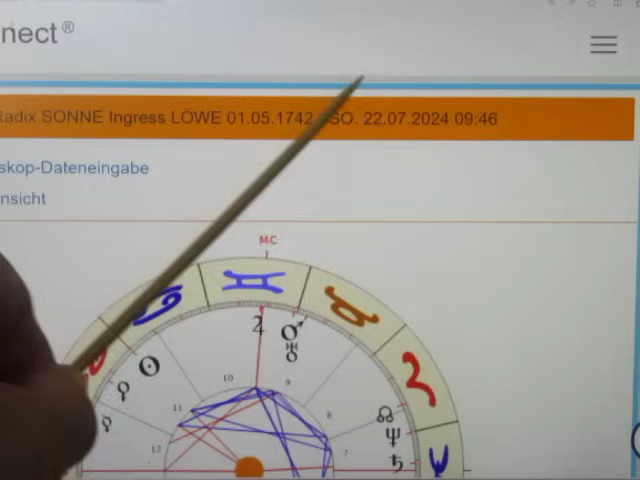 nect®
Radix SONNE Ingress LÖWE 01.05.1742 SO. 22.07.2024 09:46
skop-Dateneingabe
nsicht
MC
10
9
11
8
12
7